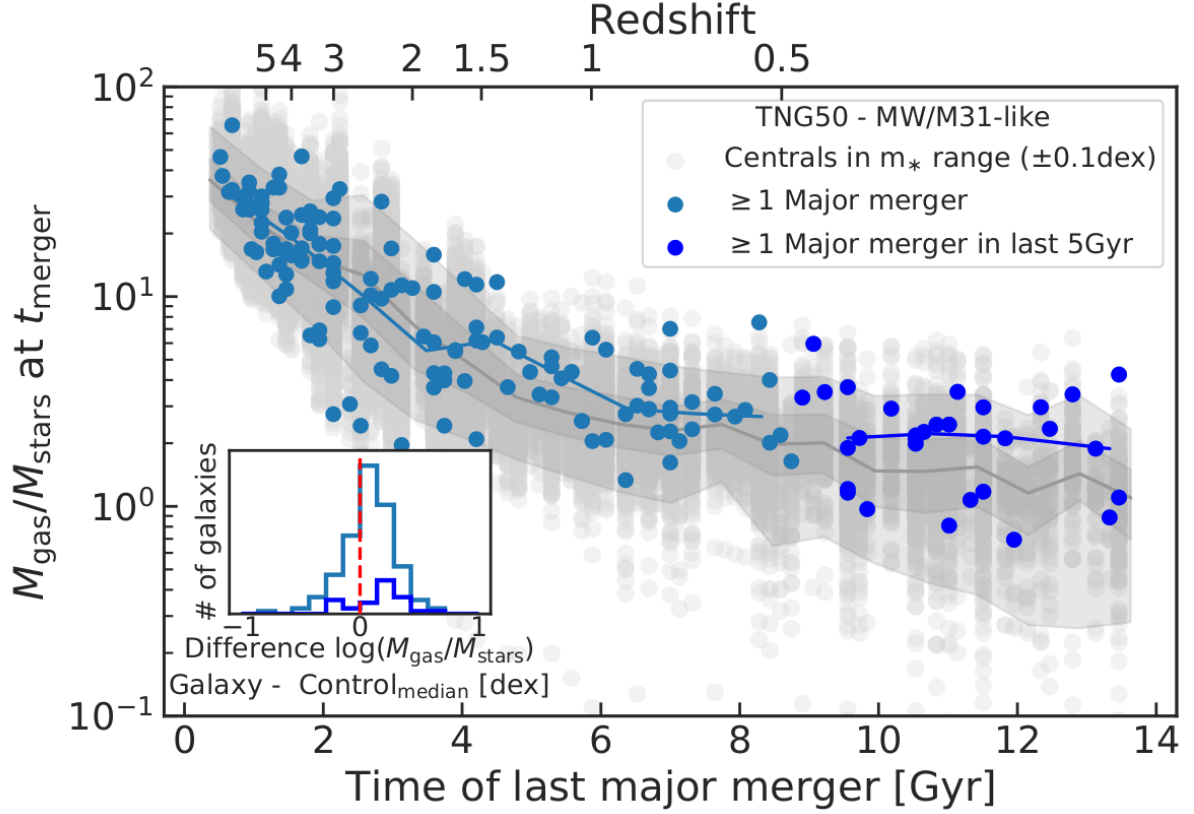 Redshift
5 4 3 2 1.5 1 0.5
10²
10¹
10⁰
10⁻¹
M_gas/M_stars at t_merger
TNG50 - MW/M31-like
Centrals in m_* range (±0.1dex)
≥1 Major merger
≥1 Major merger in last 5Gyr
# of galaxies
−1 0 1
Difference log(M_gas/M_stars)
Galaxy - Control_median [dex]
0 2 4 6 8 10 12 14
Time of last major merger [Gyr]